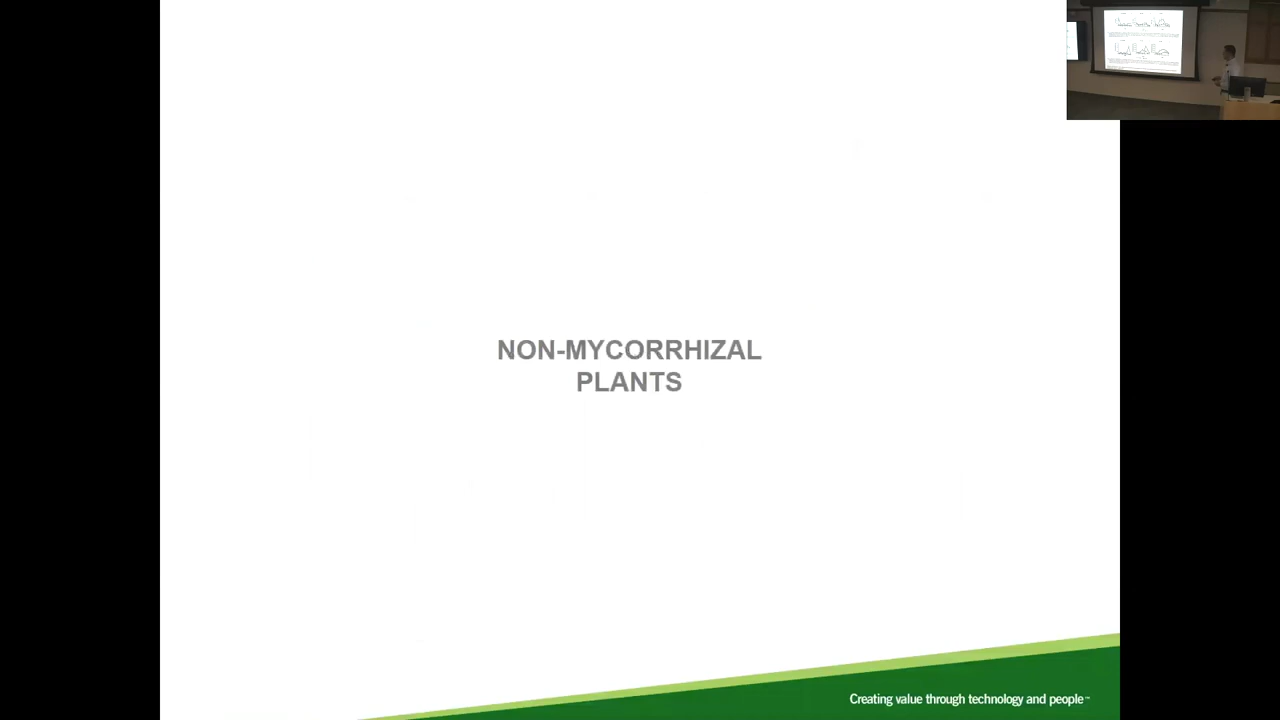 NON-MYCORRHIZAL
PLANTS
Creating value through technology and people™